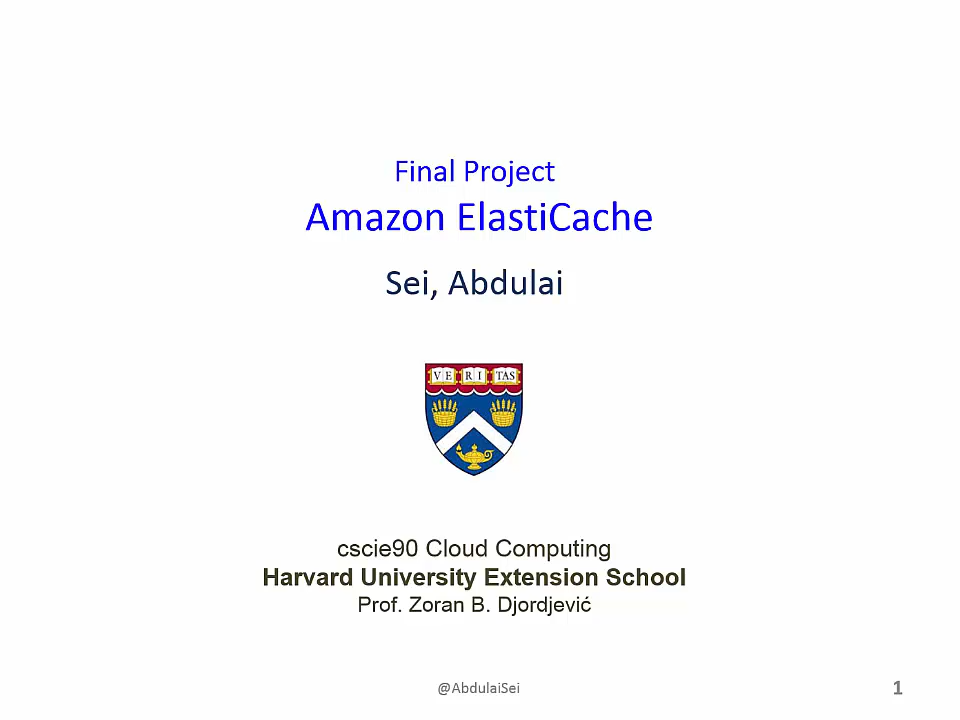 Final Project
Amazon ElastiCache
Sei, Abdulai
VE RI TAS
cscie90 Cloud Computing
Harvard University Extension School
Prof. Zoran B. Djordjević
@AbdulaiSei
1